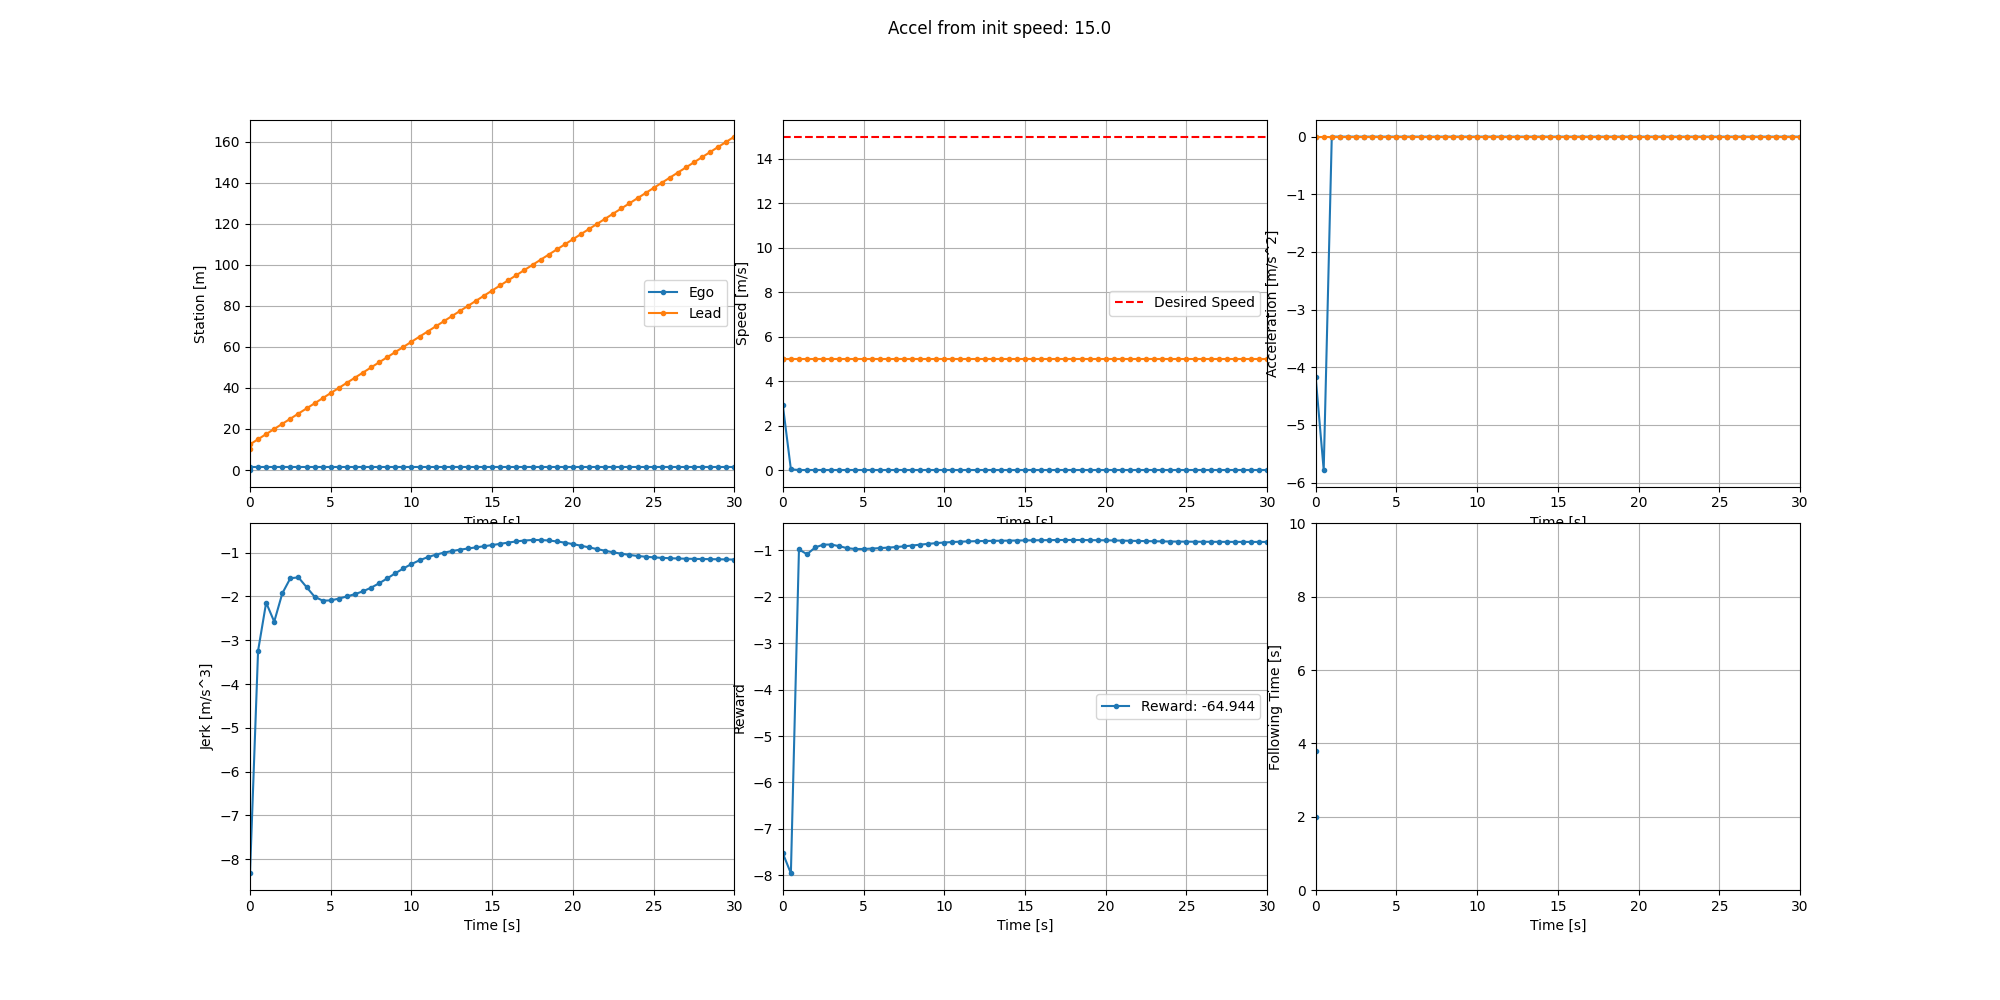 Accel from init speed: 15.0
Station [m]
160
140
120
100
80
60
40
20
0
0 5 10 15 20 25 30
Time [s]
Ego
Lead
Speed [m/s]
14
12
10
8
6
4
2
0
0 5 10 15 20 25 30
Time [s]
Desired Speed
Acceleration [m/s^2]
0
−1
−2
−3
−4
−5
−6
0 5 10 15 20 25 30
Time [s]
Jerk [m/s^3]
−1
−2
−3
−4
−5
−6
−7
−8
0 5 10 15 20 25 30
Time [s]
Reward
−1
−2
−3
−4
−5
−6
−7
−8
0 5 10 15 20 25 30
Time [s]
Reward: -64.944
Following Time [s]
10
8
6
4
2
0
0 5 10 15 20 25 30
Time [s]